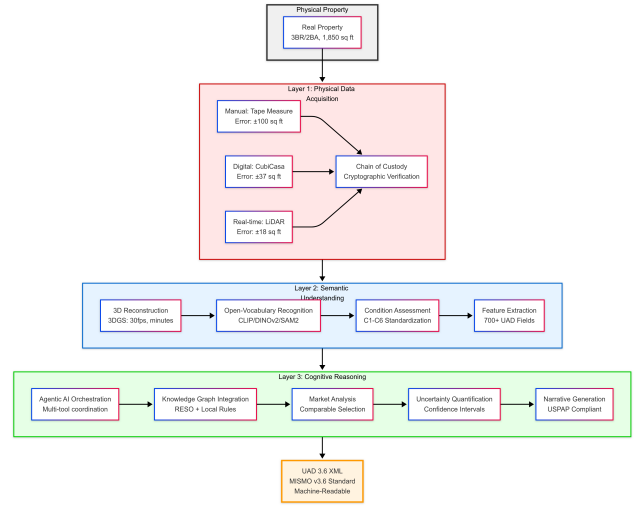 Physical Property
Real Property
3BR/2BA, 1,850 sq ft
Layer 1: Physical Data
Acquisition
Manual: Tape Measure
Error: ±100 sq ft
Digital: CubiCasa
Error: ±37 sq ft
Real-time: LiDAR
Error: ±18 sq ft
Chain of Custody
Cryptographic Verification
Layer 2: Semantic
Understanding
3D Reconstruction
3DGS: 30fps, minutes
Open-Vocabulary Recognition
CLIP/DINOv2/SAM2
Condition Assessment
C1-C6 Standardization
Feature Extraction
700+ UAD Fields
Layer 3: Cognitive Reasoning
Agentic AI Orchestration
Multi-tool coordination
Knowledge Graph Integration
RESO + Local Rules
Market Analysis
Comparable Selection
Uncertainty Quantification
Confidence Intervals
Narrative Generation
USPAP Compliant
UAD 3.6 XML
MISMO v3.6 Standard
Machine-Readable